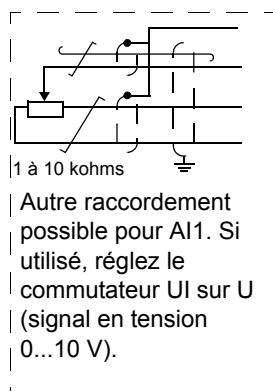 1 à 10 kohms
Autre raccordement
possible pour AI1. Si
utilisé, réglez le
commutateur UI sur U
(signal en tension
0...10 V).